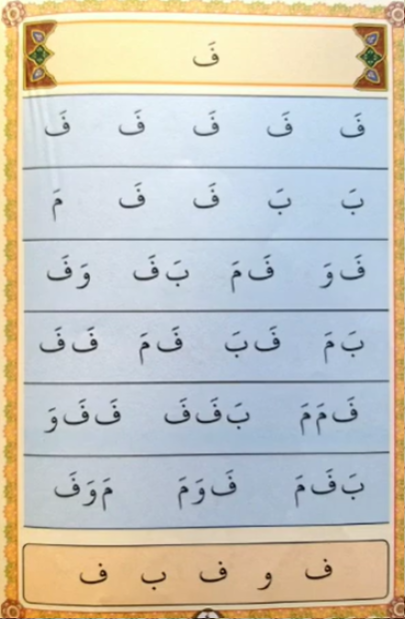 فَ
فَ فَ فَ فَ فَ
بَ بَ فَ فَ مَ
فَ وَ فَ مَ بَ فَ وَ فَ
بَ مَ فَ بَ فَ مَ فَ فَ
فَ مَ مَ بَ فَ فَ فَ فَ وَ
بَ فَ مَ فَ وَ مَ مَ وَ فَ
ف و ف ب ف